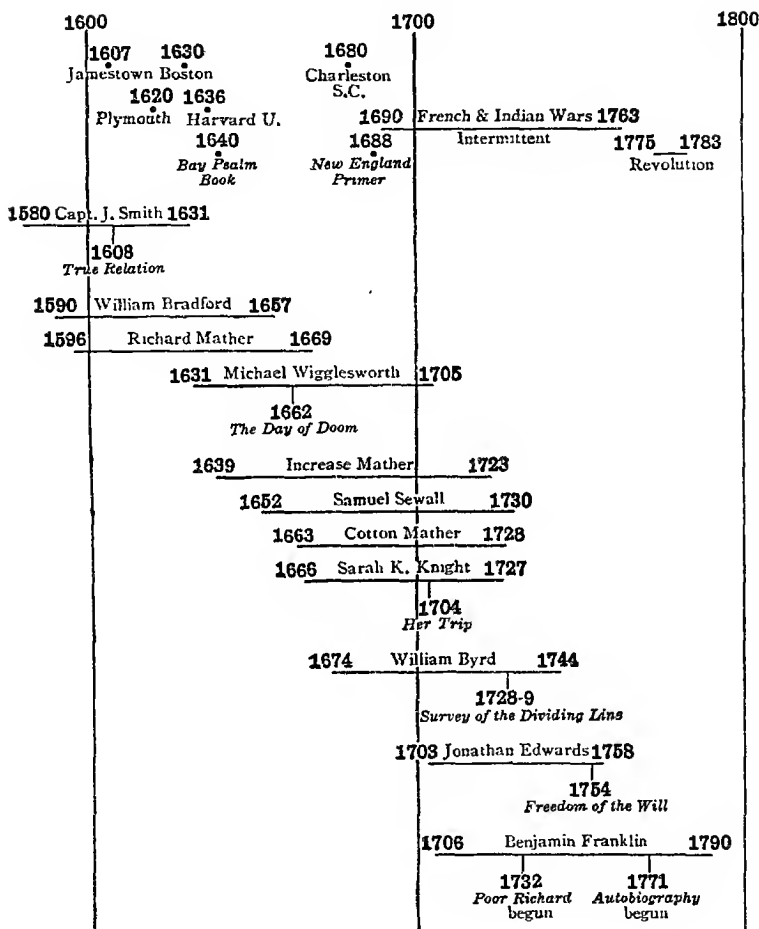 1600 1700 1800
1607 1630 1680
Jamestown Boston Charleston
S.C.
1620 1636 1690 French & Indian Wars 1763
Plymouth Harvard U. Intermittent
1640 1688 1775 1783
Bay Psalm New England Revolution
Book Primer
1580 Capt. J. Smith 1631
1608
True Relation
1590 William Bradford 1657
1596 Richard Mather 1669
1631 Michael Wigglesworth 1705
1662
The Day of Doom
1639 Increase Mather 1723
1652 Samuel Sewall 1730
1663 Cotton Mather 1728
1666 Sarah K. Knight 1727
1704
Her Trip
1674 William Byrd 1744
1728-9
Survey of the Dividing Line
1703 Jonathan Edwards 1758
1754
Freedom of the Will
1706 Benjamin Franklin 1790
1732 1771
Poor Richard Autobiography
begun begun